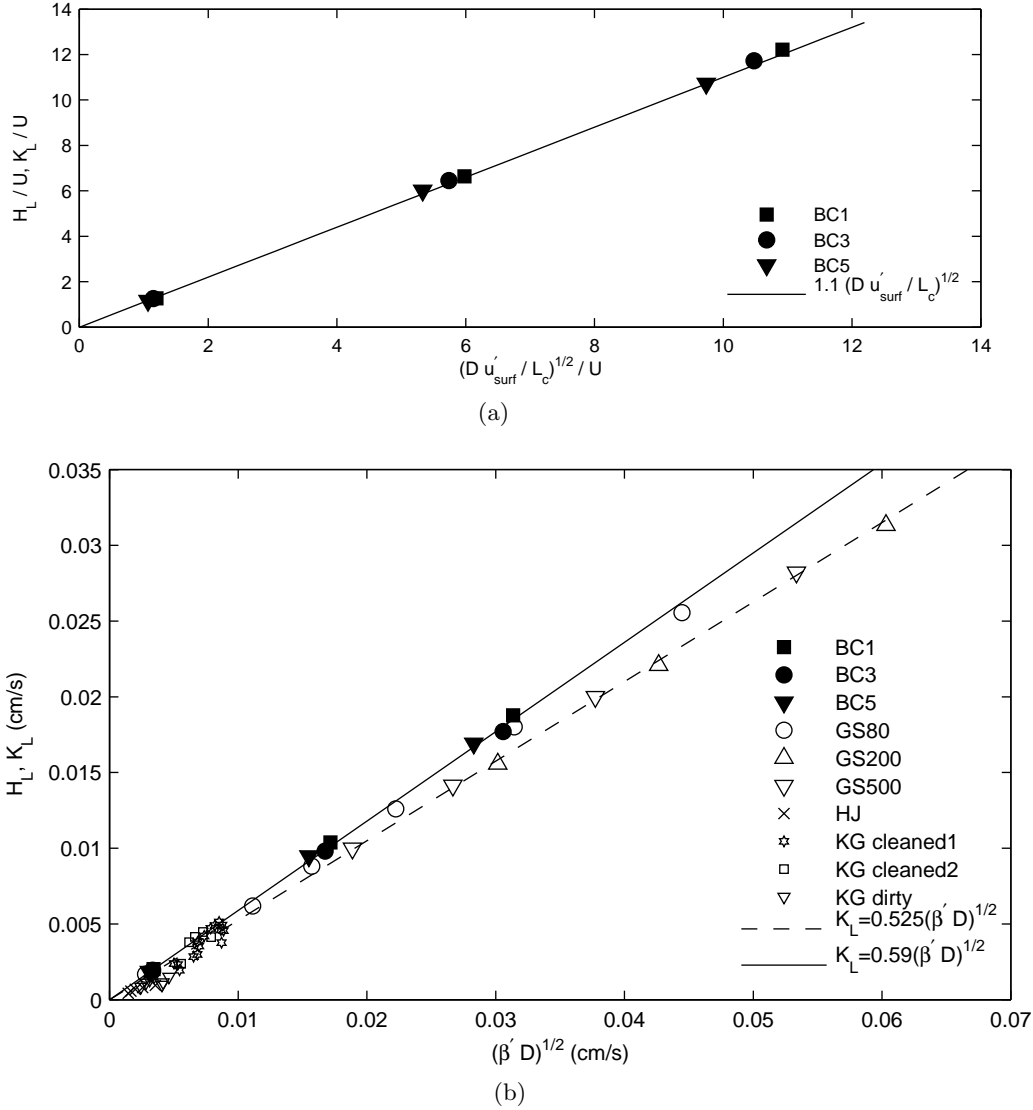 14
12
10
8
6
4
2
0
H_L / U, K_L / U
0 2 4 6 8 10 12 14
(D u'_surf / L_c)^1/2 / U
BC1
BC3
BC5
1.1 (D u'_surf / L_c)^1/2
(a)
0.035
0.03
0.025
0.02
0.015
0.01
0.005
0
H_L, K_L (cm/s)
0 0.01 0.02 0.03 0.04 0.05 0.06 0.07
(β' D)^1/2 (cm/s)
BC1
BC3
BC5
GS80
GS200
GS500
HJ
KG cleaned1
KG cleaned2
KG dirty
K_L=0.525(β' D)^1/2
K_L=0.59(β' D)^1/2
(b)